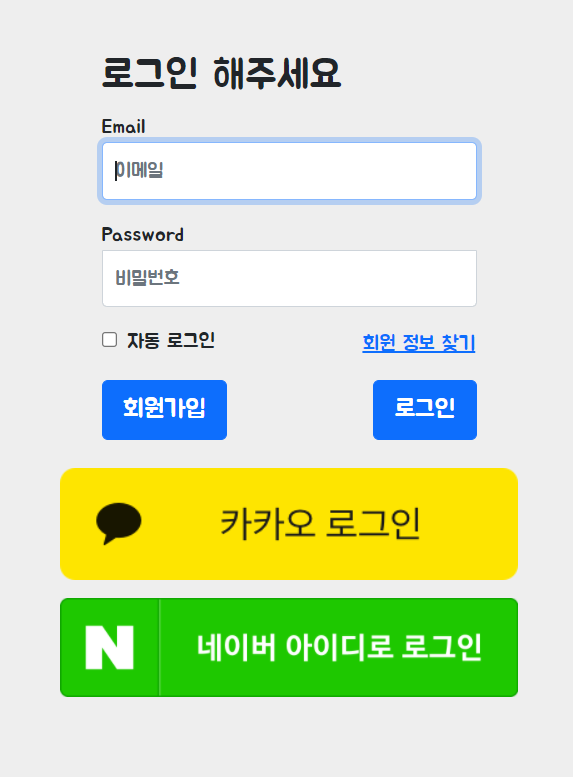 로그인 해주세요
Email
이메일
Password
비밀번호
자동 로그인 회원 정보 찾기
회원가입 로그인
카카오 로그인
N 네이버 아이디로 로그인